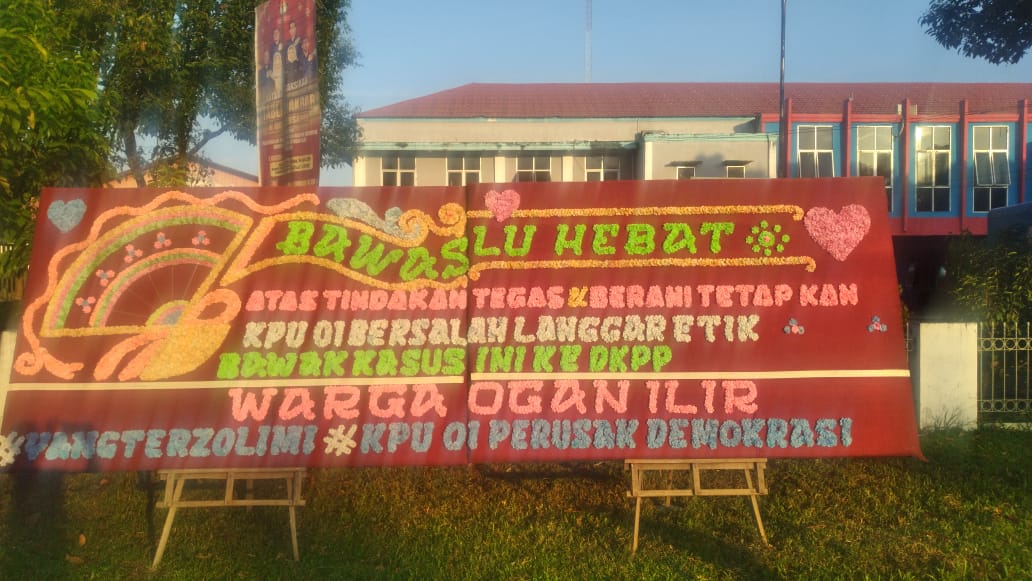 BAWASLU HEBAT
ATAS TINDAKAN TEGAS & BERANI TETAP KAN
KPU OI BERSALAH LANGGAR ETIK
BAWAK KASUS INI KE DKPP
WARGA OGAN ILIR
#YANGTERZOLIMI #KPU OI PERUSAK DEMOKRASI